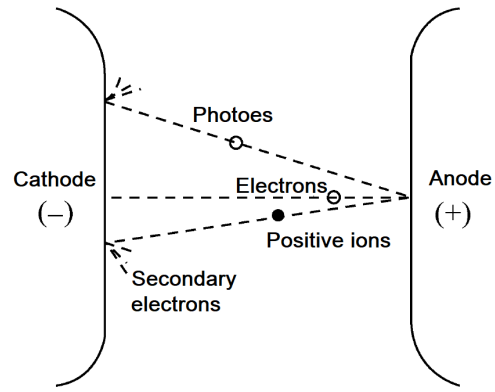 Photoes
Cathode
(–)
Electrons
Anode
(+)
Positive ions
Secondary
electrons